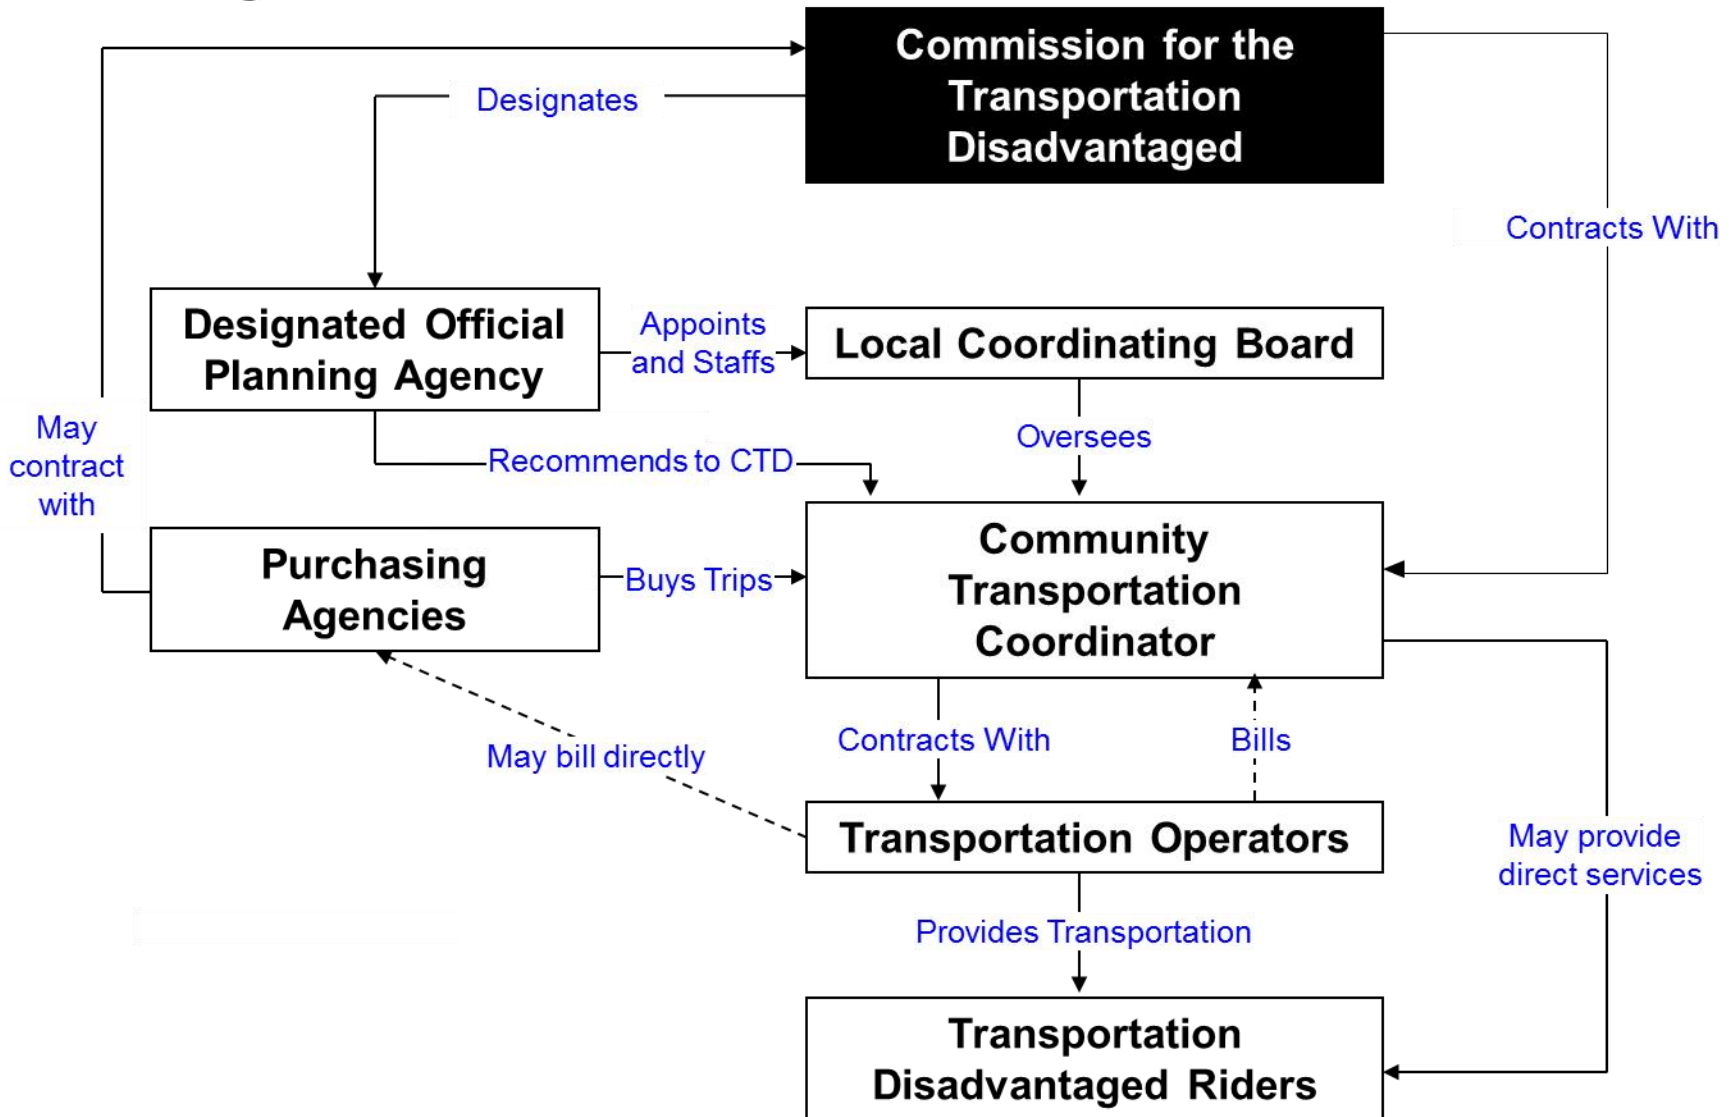 Commission for the
Transportation
Disadvantaged
Designates
Contracts With
Designated Official
Planning Agency
Appoints
and Staffs
Local Coordinating Board
May
contract
with
Recommends to CTD
Oversees
Purchasing
Agencies
Buys Trips
Community
Transportation
Coordinator
May bill directly
Contracts With
Bills
Transportation Operators
May provide
direct services
Provides Transportation
Transportation
Disadvantaged Riders